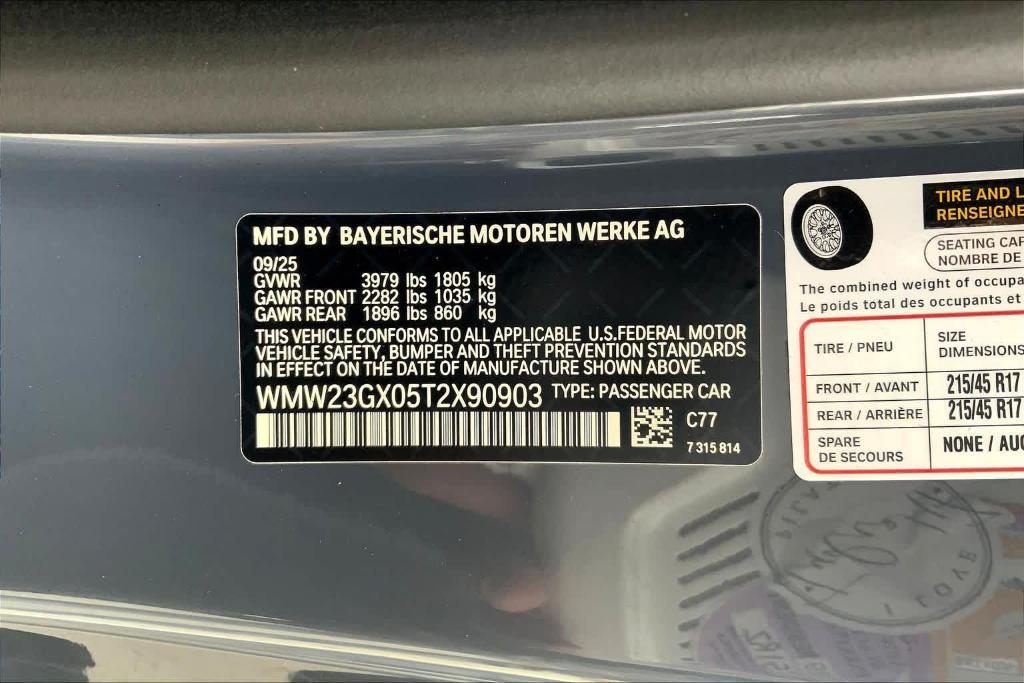 MFD BY BAYERISCHE MOTOREN WERKE AG
09/25
GVWR 3979 lbs 1805 kg
GAWR FRONT 2282 lbs 1035 kg
GAWR REAR 1896 lbs 860 kg
THIS VEHICLE CONFORMS TO ALL APPLICABLE U.S.FEDERAL MOTOR
VEHICLE SAFETY, BUMPER AND THEFT PREVENTION STANDARDS
IN EFFECT ON THE DATE OF MANUFACTURE SHOWN ABOVE.
WMW23GX05T2X90903 TYPE: PASSENGER CAR
C77
7 315 814
TIRE AND
RENSEIGNE
SEATING CAP
NOMBRE DE
The combined weight of occupa
Le poids total des occupants et
TIRE / PNEU
SIZE
DIMENSIONS
FRONT / AVANT 215/45 R17
REAR / ARRIÈRE 215/45 R17
SPARE
DE SECOURS
NONE / AUC